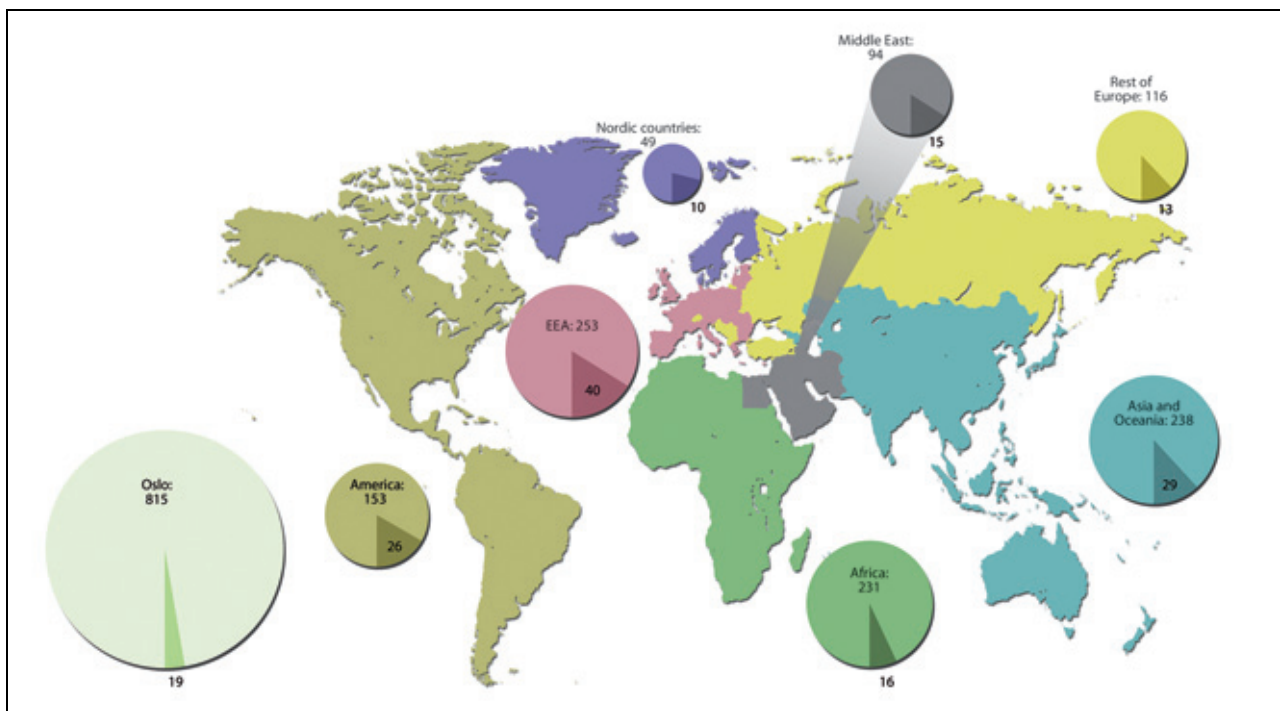 Middle East:
94
15
Rest of
Europe: 116
13
Nordic countries:
49
10
EEA: 253
40
Asia and
Oceania: 238
29
Oslo:
815
19
America:
153
26
Africa:
231
16